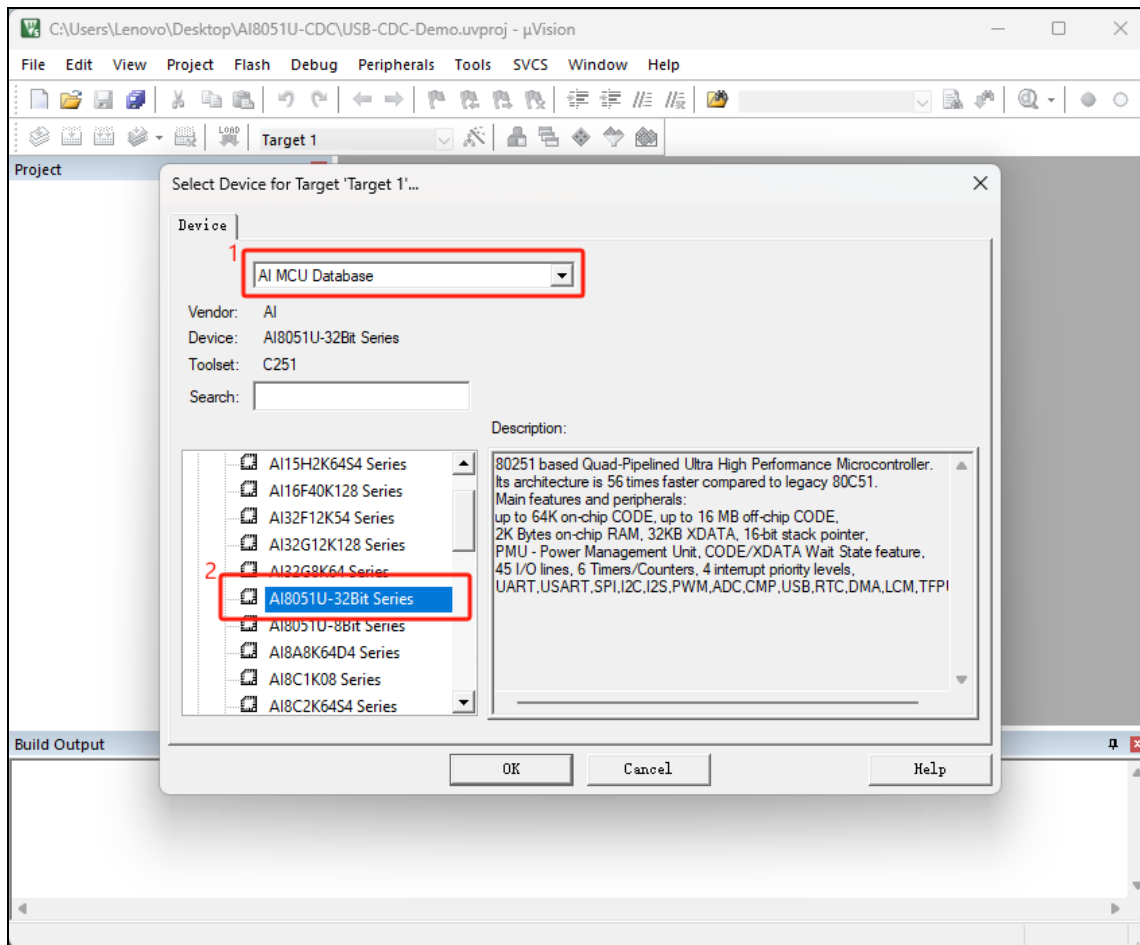 C:\Users\Lenovo\Desktop\AI8051U-CDC\USB-CDC-Demo.uvproj - µVision
File Edit View Project Flash Debug Peripherals Tools SVCS Window Help
LOAD Target 1
Project
Select Device for Target 'Target 1'...
Device
1
AI MCU Database
Vendor: AI
Device: AI8051U-32Bit Series
Toolset: C251
Search:
Description:
AI15H2K64S4 Series
AI16F40K128 Series
AI32F12K54 Series
AI32G12K128 Series
AI32G8K64 Series
2
AI8051U-32Bit Series
AI8051U-8Bit Series
AI8A8K64D4 Series
AI8C1K08 Series
AI8C2K64S4 Series
80251 based Quad-Pipelined Ultra High Performance Microcontroller.
Its architecture is 56 times faster compared to legacy 80C51.
Main features and peripherals:
up to 64K on-chip CODE, up to 16 MB off-chip CODE,
2K Bytes on-chip RAM, 32KB XDATA, 16-bit stack pointer,
PMU - Power Management Unit, CODE/XDATA Wait State feature,
45 I/O lines, 6 Timers/Counters, 4 interrupt priority levels,
UART,USART,SPI,I2C,I2S,PWM,ADC,CMP,USB,RTC,DMA,LCM,TFPU
OK Cancel Help
Build Output